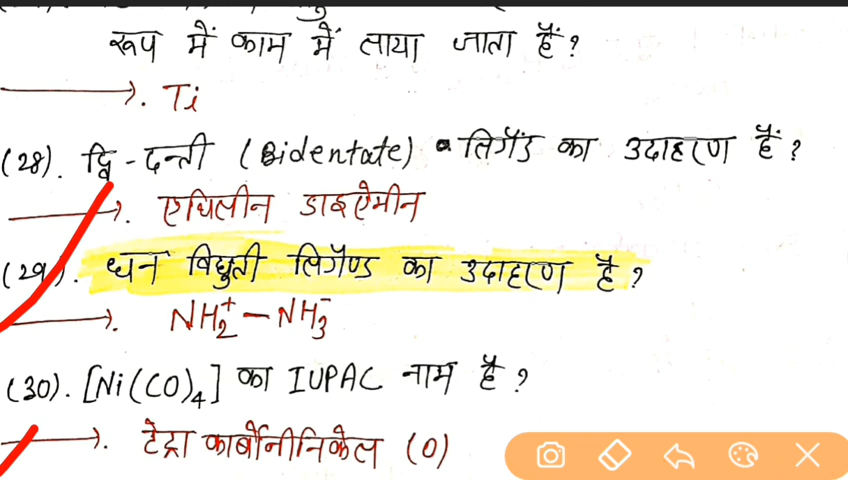 रूप में काम में लाया जाता हैं?
→. Ti
(28). द्वि-दन्ती (Bidentate) लिगेंड का उदाहरण हैं?
→. एथिलीन डाइऐमीन
(29). धन विधुती लिगेण्ड का उदाहरण है?
→. NH₂⁺ – NH₃⁻
(30). [Ni(CO)₄] का IUPAC नाम है?
→. टेट्रा कार्बोनीनिकेल (0)